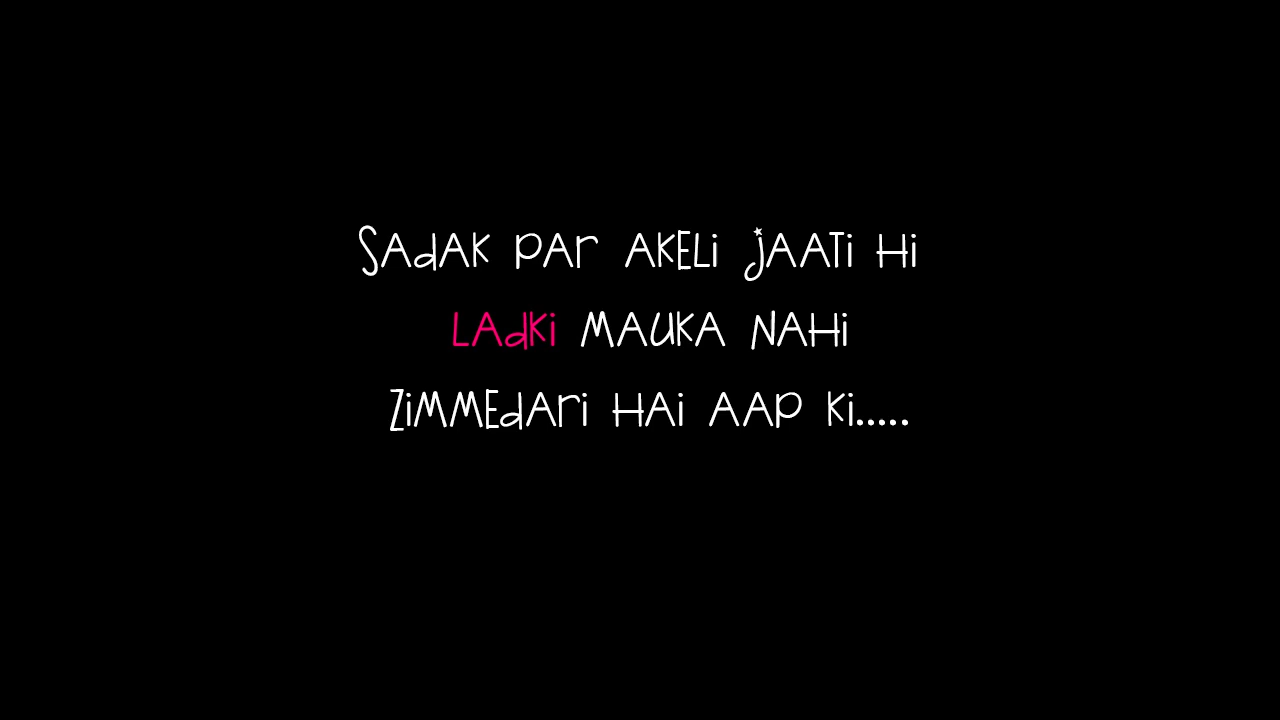 Sadak par akeli jaati hi
ladki mauka nahi
zimmedari hai aap ki.....